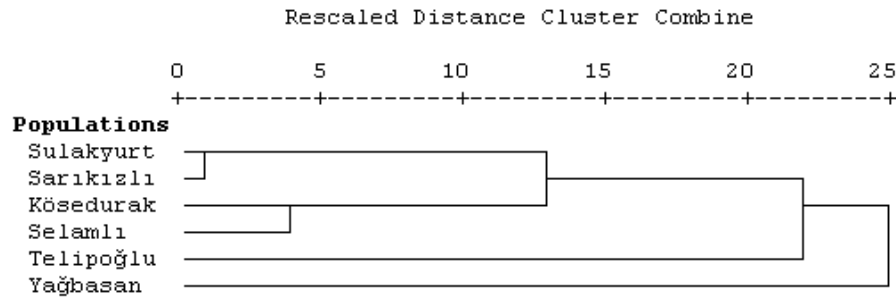 Rescaled Distance Cluster Combine
0 5 10 15 20 25
Populations
Sulakyurt
Sarıkızlı
Kösedurak
Selamlı
Telipoğlu
Yağbasan